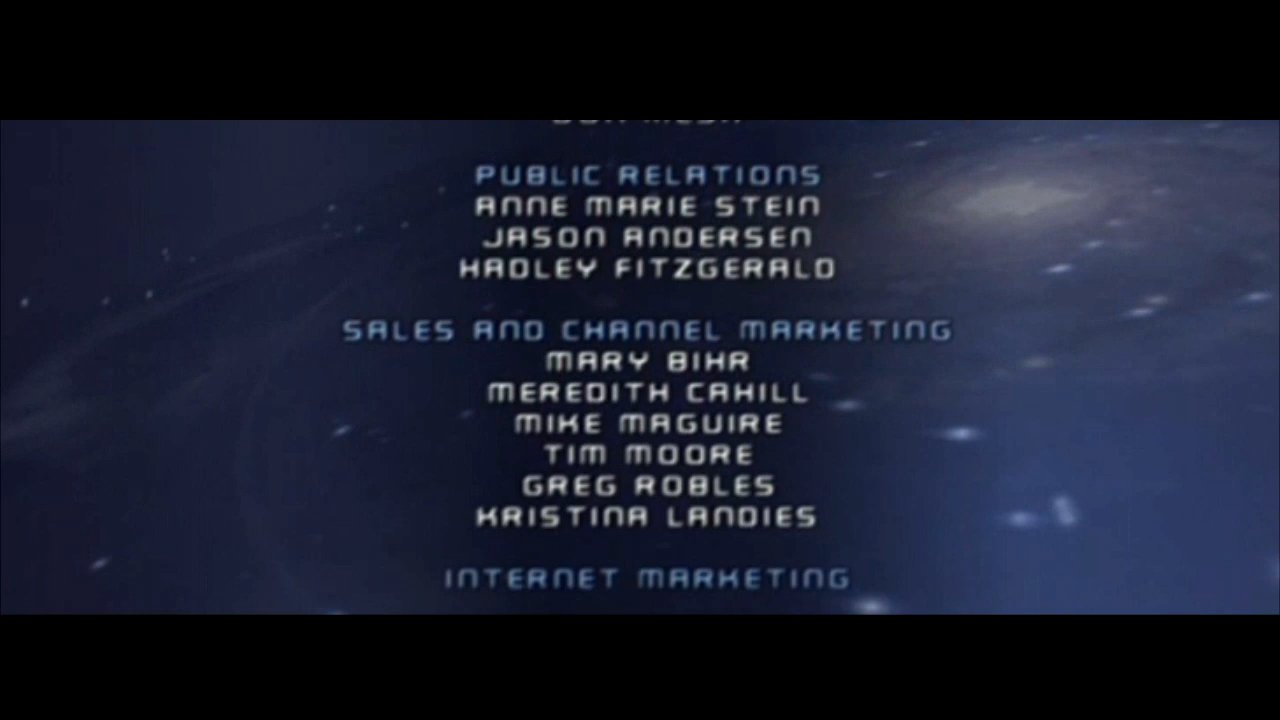 PUBLIC RELATIONS
ANNE MARIE STEIN
JASON ANDERSEN
HADLEY FITZGERALD
SALES AND CHANNEL MARKETING
MARY BIHR
MEREDITH CAHILL
MIKE MAGUIRE
TIM MOORE
GREG ROBLES
KRISTINA LANDIES
INTERNET MARKETING